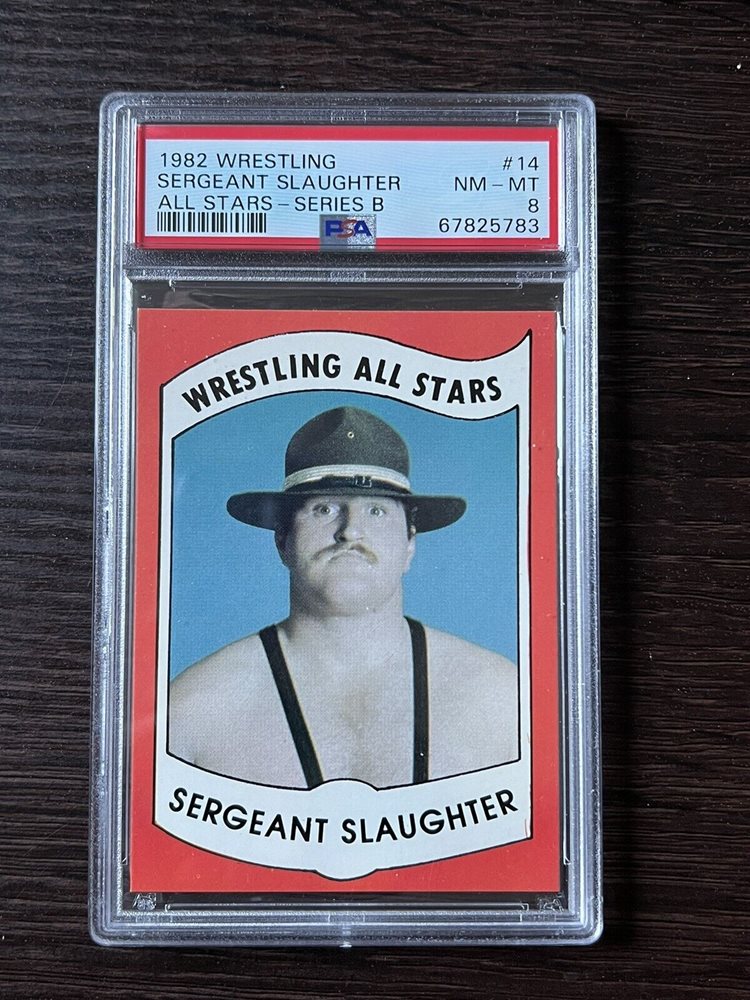 1982 WRESTLING #14
SERGEANT SLAUGHTER NM - MT
ALL STARS - SERIES B 8
PSA 67825783
WRESTLING ALL STARS
SERGEANT SLAUGHTER